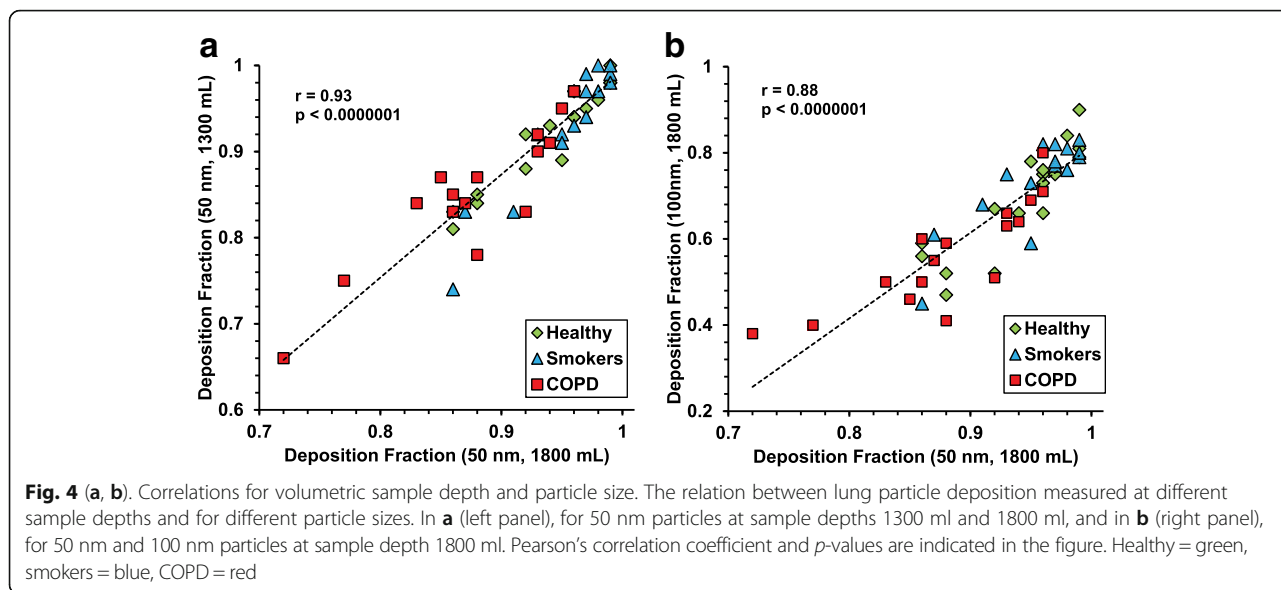 a
r = 0.93
p < 0.0000001
Deposition Fraction (50 nm, 1300 mL)
1
0.9
0.8
0.7
0.6
Healthy
Smokers
COPD
0.7
0.8
0.9
1
Deposition Fraction (50 nm, 1800 mL)
b
r = 0.88
p < 0.0000001
Deposition Fraction (100nm, 1800 mL)
1
0.8
0.6
0.4
0.2
Healthy
Smokers
COPD
0.7
0.8
0.9
1
Deposition Fraction (50 nm, 1800 mL)
Fig. 4 (a, b). Correlations for volumetric sample depth and particle size. The relation between lung particle deposition measured at different
sample depths and for different particle sizes. In a (left panel), for 50 nm particles at sample depths 1300 ml and 1800 ml, and in b (right panel),
for 50 nm and 100 nm particles at sample depth 1800 ml. Pearson's correlation coefficient and p-values are indicated in the figure. Healthy = green,
smokers = blue, COPD = red